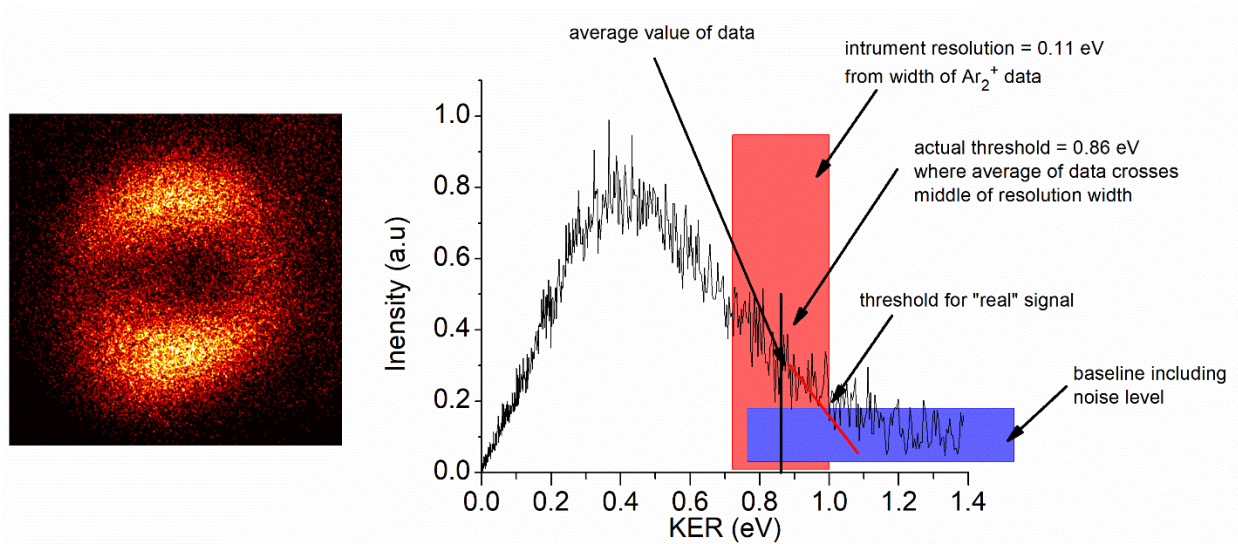 average value of data
intrument resolution = 0.11 eV
from width of Ar₂⁺ data
actual threshold = 0.86 eV
where average of data crosses
middle of resolution width
threshold for "real" signal
baseline including
noise level
Inensity (a.u)
1.0
0.8
0.6
0.4
0.2
0.0
0.0 0.2 0.4 0.6 0.8 1.0 1.2 1.4
KER (eV)